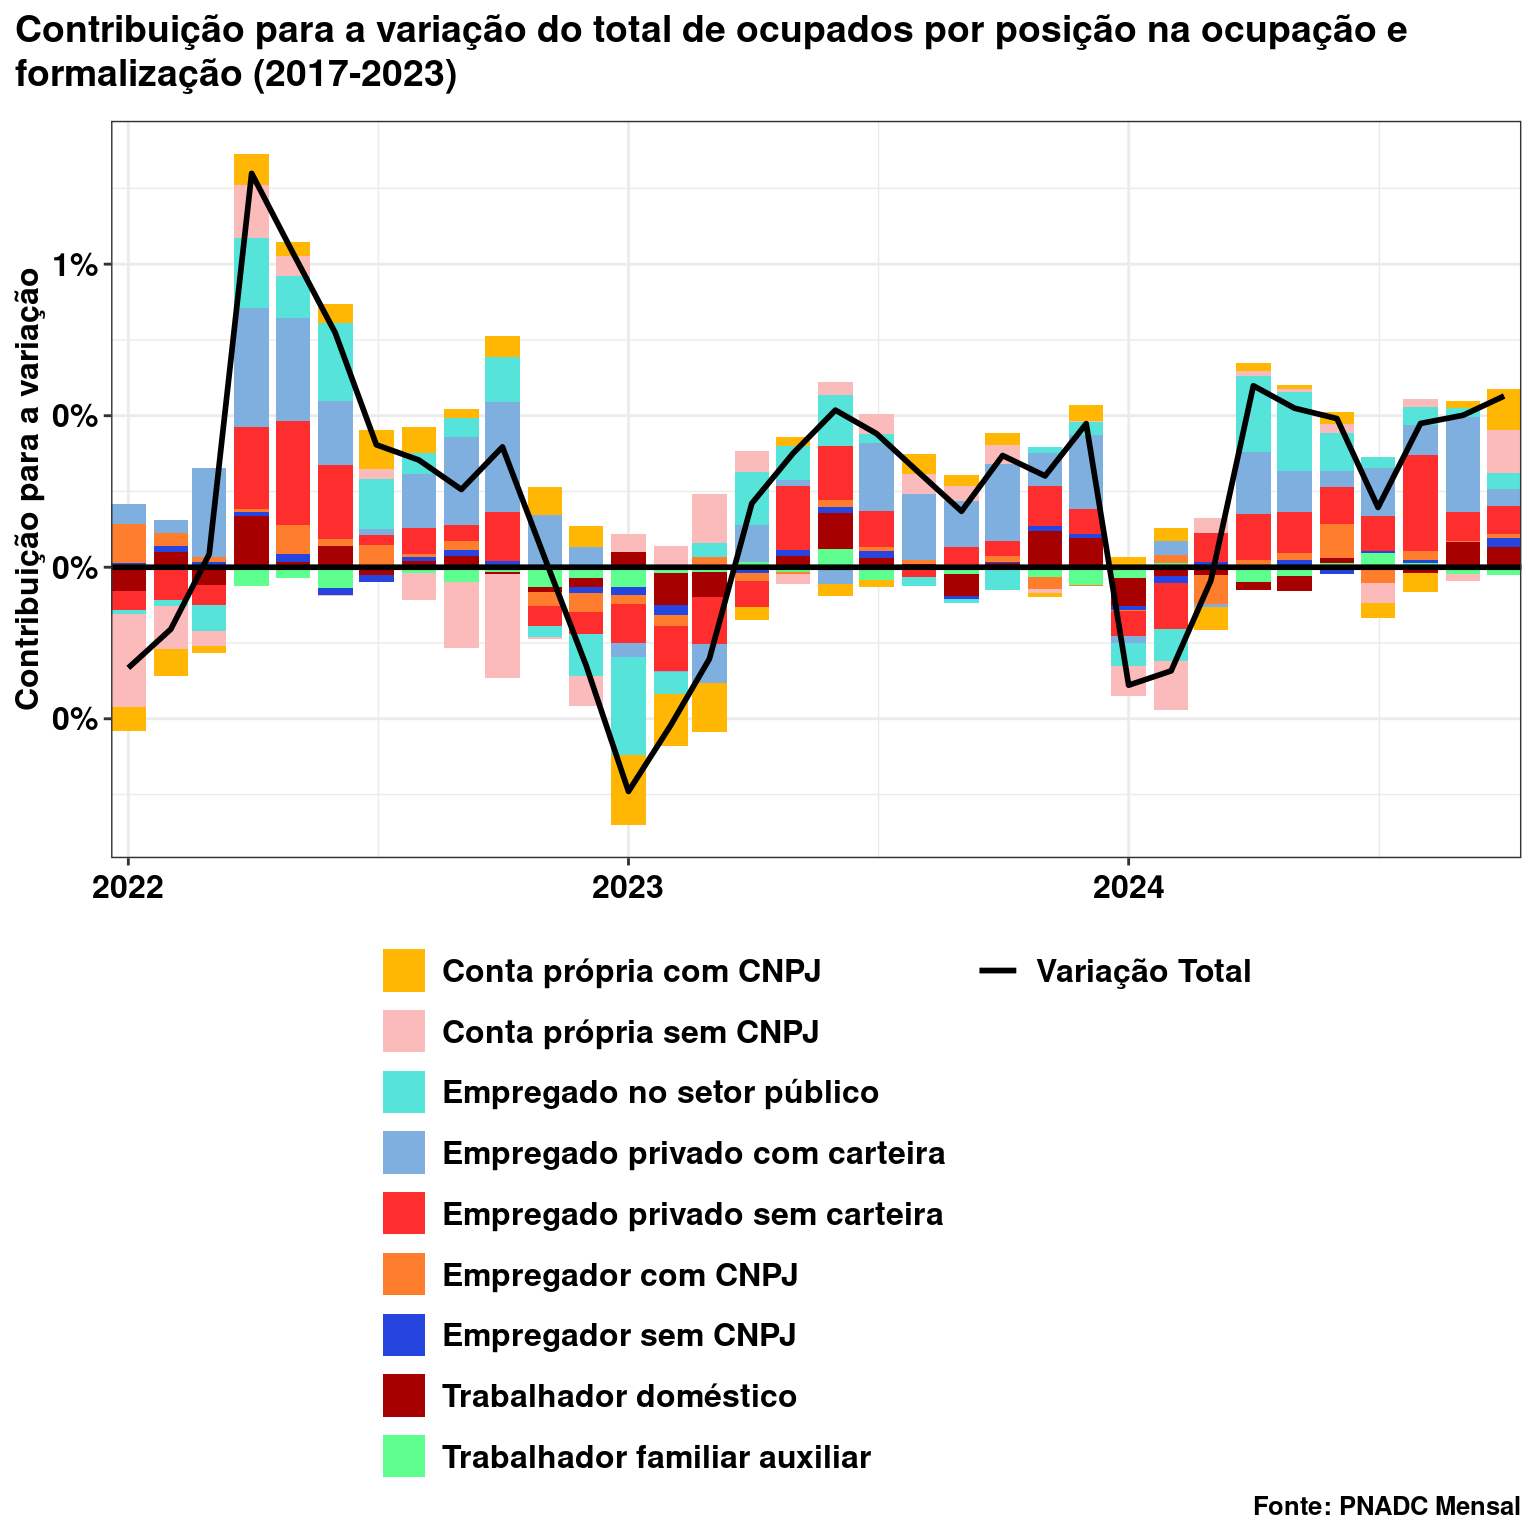 Contribuição para a variação do total de ocupados por posição na ocupação e
formalização (2017-2023)
Contribuição para a variação
1%
0%
0%
0%
2022
2023
2024
Conta própria com CNPJ
Variação Total
Conta própria sem CNPJ
Empregado no setor público
Empregado privado com carteira
Empregado privado sem carteira
Empregador com CNPJ
Empregador sem CNPJ
Trabalhador doméstico
Trabalhador familiar auxiliar
Fonte: PNADC Mensal